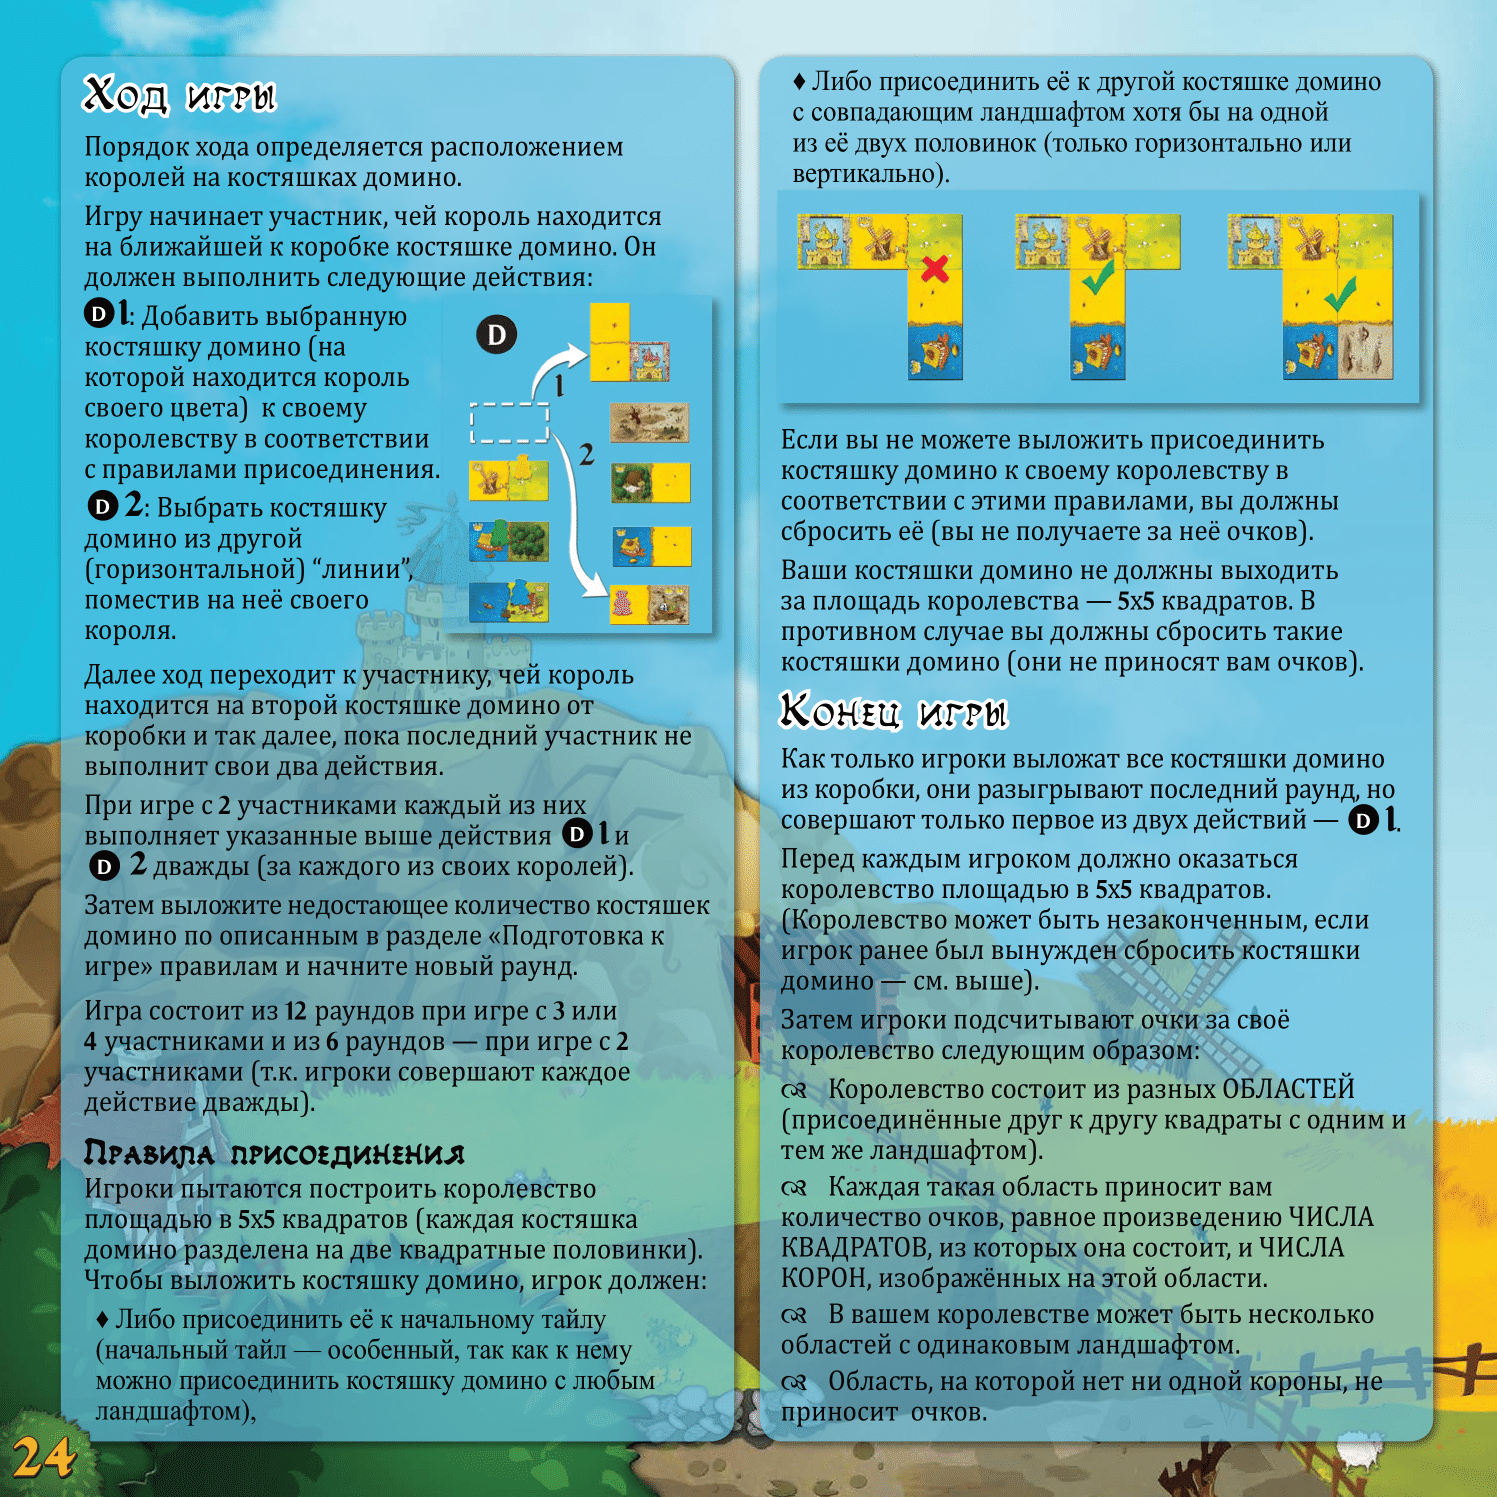 Ход игры
Порядок хода определяется расположением
королей на костяшках домино.
Игру начинает участник, чей король находится
на ближайшей к коробке костяшке домино. Он
должен выполнить следующие действия:
D 1: Добавить выбранную
костяшку домино (на
которой находится король
своего цвета) к своему
королевству в соответствии
с правилами присоединения.
D 2: Выбрать костяшку
домино из другой
(горизонтальной) “линии”,
поместив на неё своего
короля.
D
1
2
Далее ход переходит к участнику, чей король
находится на второй костяшке домино от
коробки и так далее, пока последний участник не
выполнит свои два действия.
При игре с 2 участниками каждый из них
выполняет указанные выше действия D 1 и
D 2 дважды (за каждого из своих королей).
Затем выложите недостающее количество костяшек
домино по описанным в разделе «Подготовка к
игре» правилам и начните новый раунд.
Игра состоит из 12 раундов при игре с 3 или
4 участниками и из 6 раундов — при игре с 2
участниками (т.к. игроки совершают каждое
действие дважды).
Правила присоединения
Игроки пытаются построить королевство
площадью в 5х5 квадратов (каждая костяшка
домино разделена на две квадратные половинки).
Чтобы выложить костяшку домино, игрок должен:
♦ Либо присоединить её к начальному тайлу
(начальный тайл — особенный, так как к нему
можно присоединить костяшку домино с любым
ландшафтом),
24
♦ Либо присоединить её к другой костяшке домино
с совпадающим ландшафтом хотя бы на одной
из её двух половинок (только горизонтально или
вертикально).
Если вы не можете выложить присоединить
костяшку домино к своему королевству в
соответствии с этими правилами, вы должны
сбросить её (вы не получаете за неё очков).
Ваши костяшки домино не должны выходить
за площадь королевства — 5х5 квадратов. В
противном случае вы должны сбросить такие
костяшки домино (они не приносят вам очков).
Конец игры
Как только игроки выложат все костяшки домино
из коробки, они разыгрывают последний раунд, но
совершают только первое из двух действий — D 1.
Перед каждым игроком должно оказаться
королевство площадью в 5х5 квадратов.
(Королевство может быть незаконченным, если
игрок ранее был вынужден сбросить костяшки
домино — см. выше).
Затем игроки подсчитывают очки за своё
королевство следующим образом:
Королевство состоит из разных ОБЛАСТЕЙ
(присоединённые друг к другу квадраты с одним и
тем же ландшафтом).
Каждая такая область приносит вам
количество очков, равное произведению ЧИСЛА
КВАДРАТОВ, из которых она состоит, и ЧИСЛА
КОРОН, изображённых на этой области.
В вашем королевстве может быть несколько
областей с одинаковым ландшафтом.
Область, на которой нет ни одной короны, не
приносит очков.